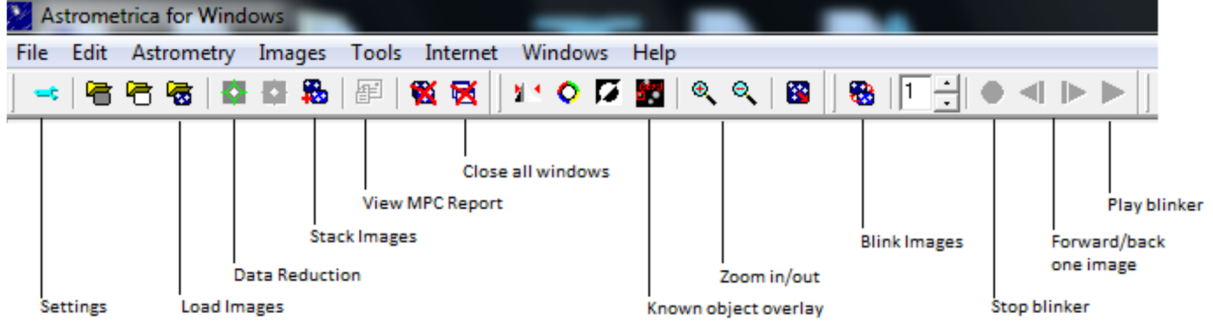 Astrometrica for Windows
File Edit Astrometry Images Tools Internet Windows Help
1
Close all windows
View MPC Report
Play blinker
Stack Images
Blink Images
Forward/back
one image
Data Reduction
Zoom in/out
Settings
Load Images
Known object overlay
Stop blinker